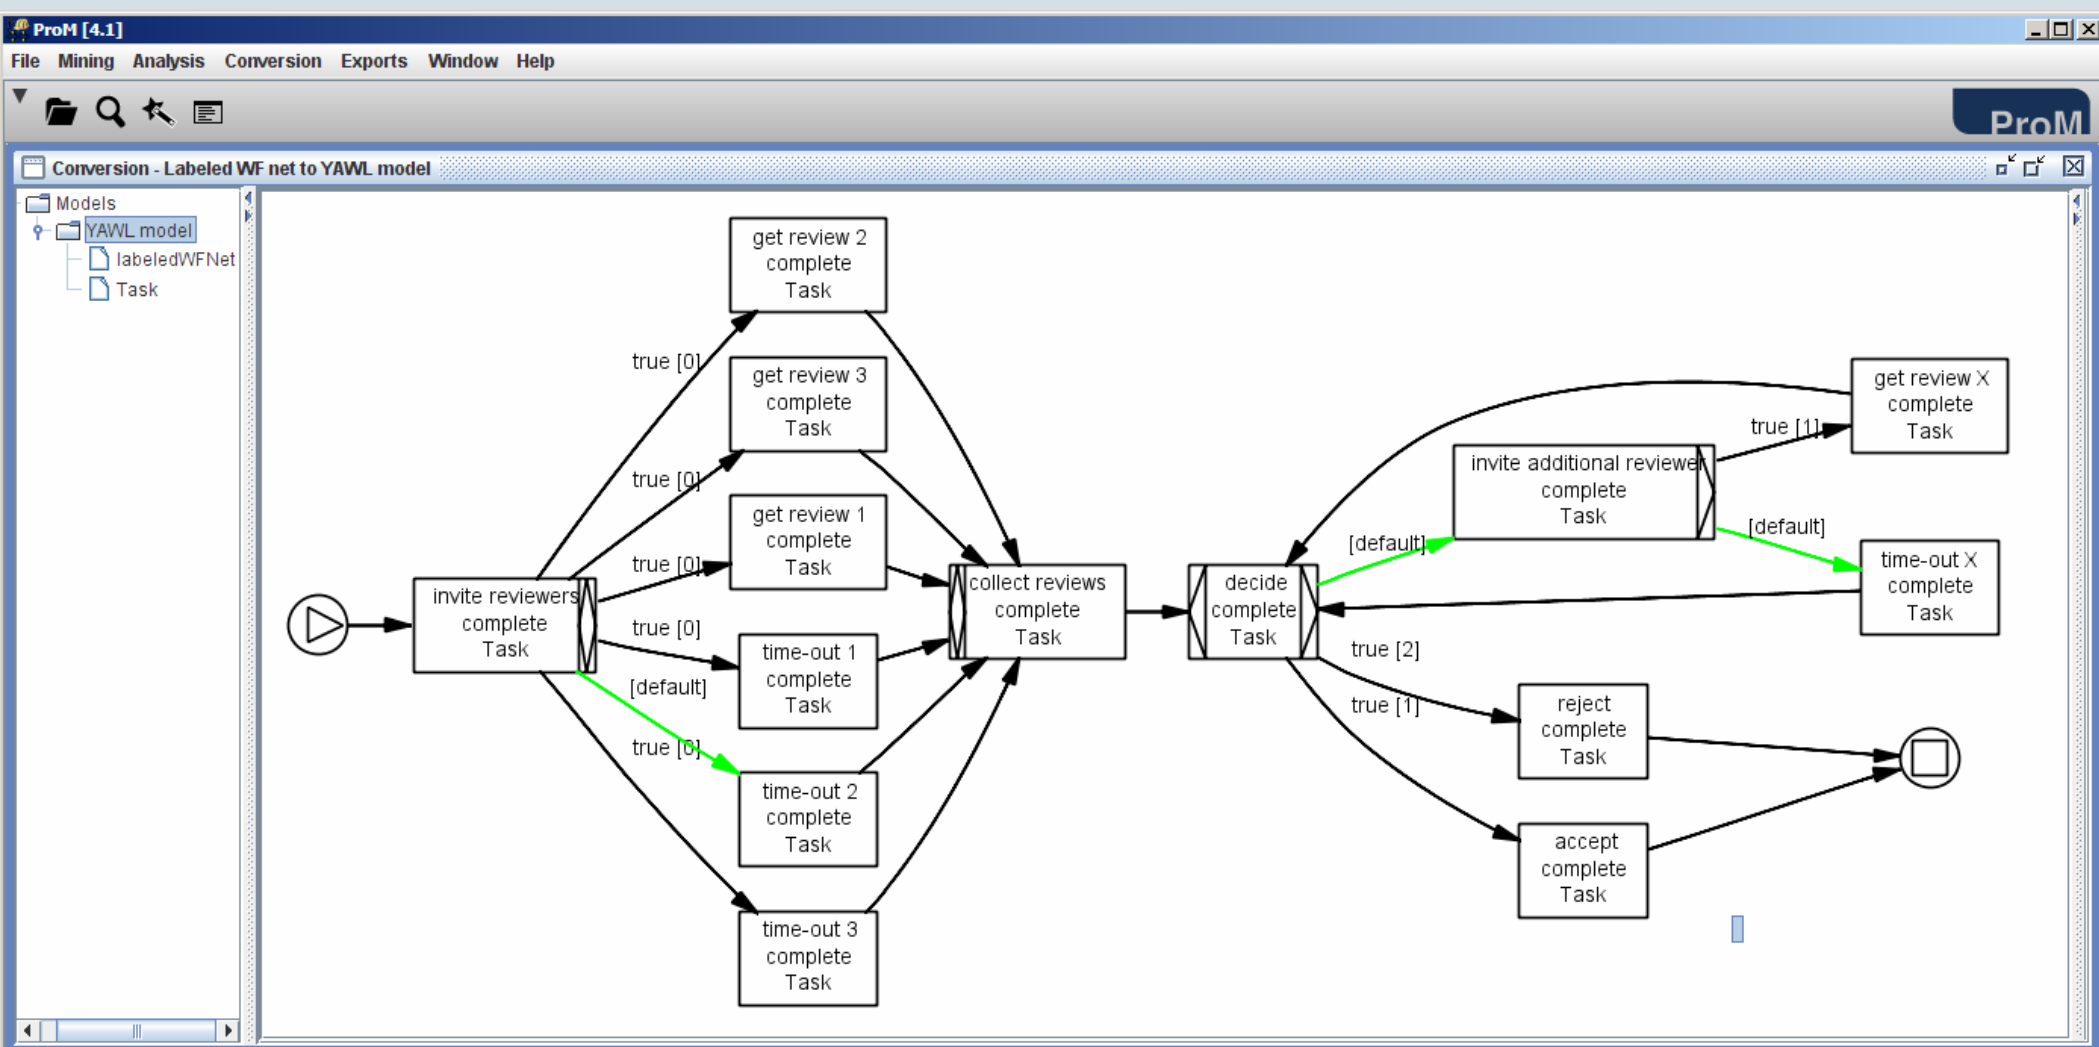 ProM [4.1]
File Mining Analysis Conversion Exports Window Help
ProM
Conversion - Labeled WF net to YAWL model
Models
YAWL model
labeledWFNet
Task
get review 2
complete
Task
true [0]
get review 3
complete
Task
true [0]
get review 1
complete
Task
true [0]
invite reviewers
complete
Task
true [0]
time-out 1
complete
Task
[default]
true [0]
time-out 2
complete
Task
time-out 3
complete
Task
collect reviews
complete
Task
decide
complete
Task
[default]
invite additional reviewer
complete
Task
true [1]
get review X
complete
Task
[default]
time-out X
complete
Task
true [2]
true [1]
reject
complete
Task
accept
complete
Task